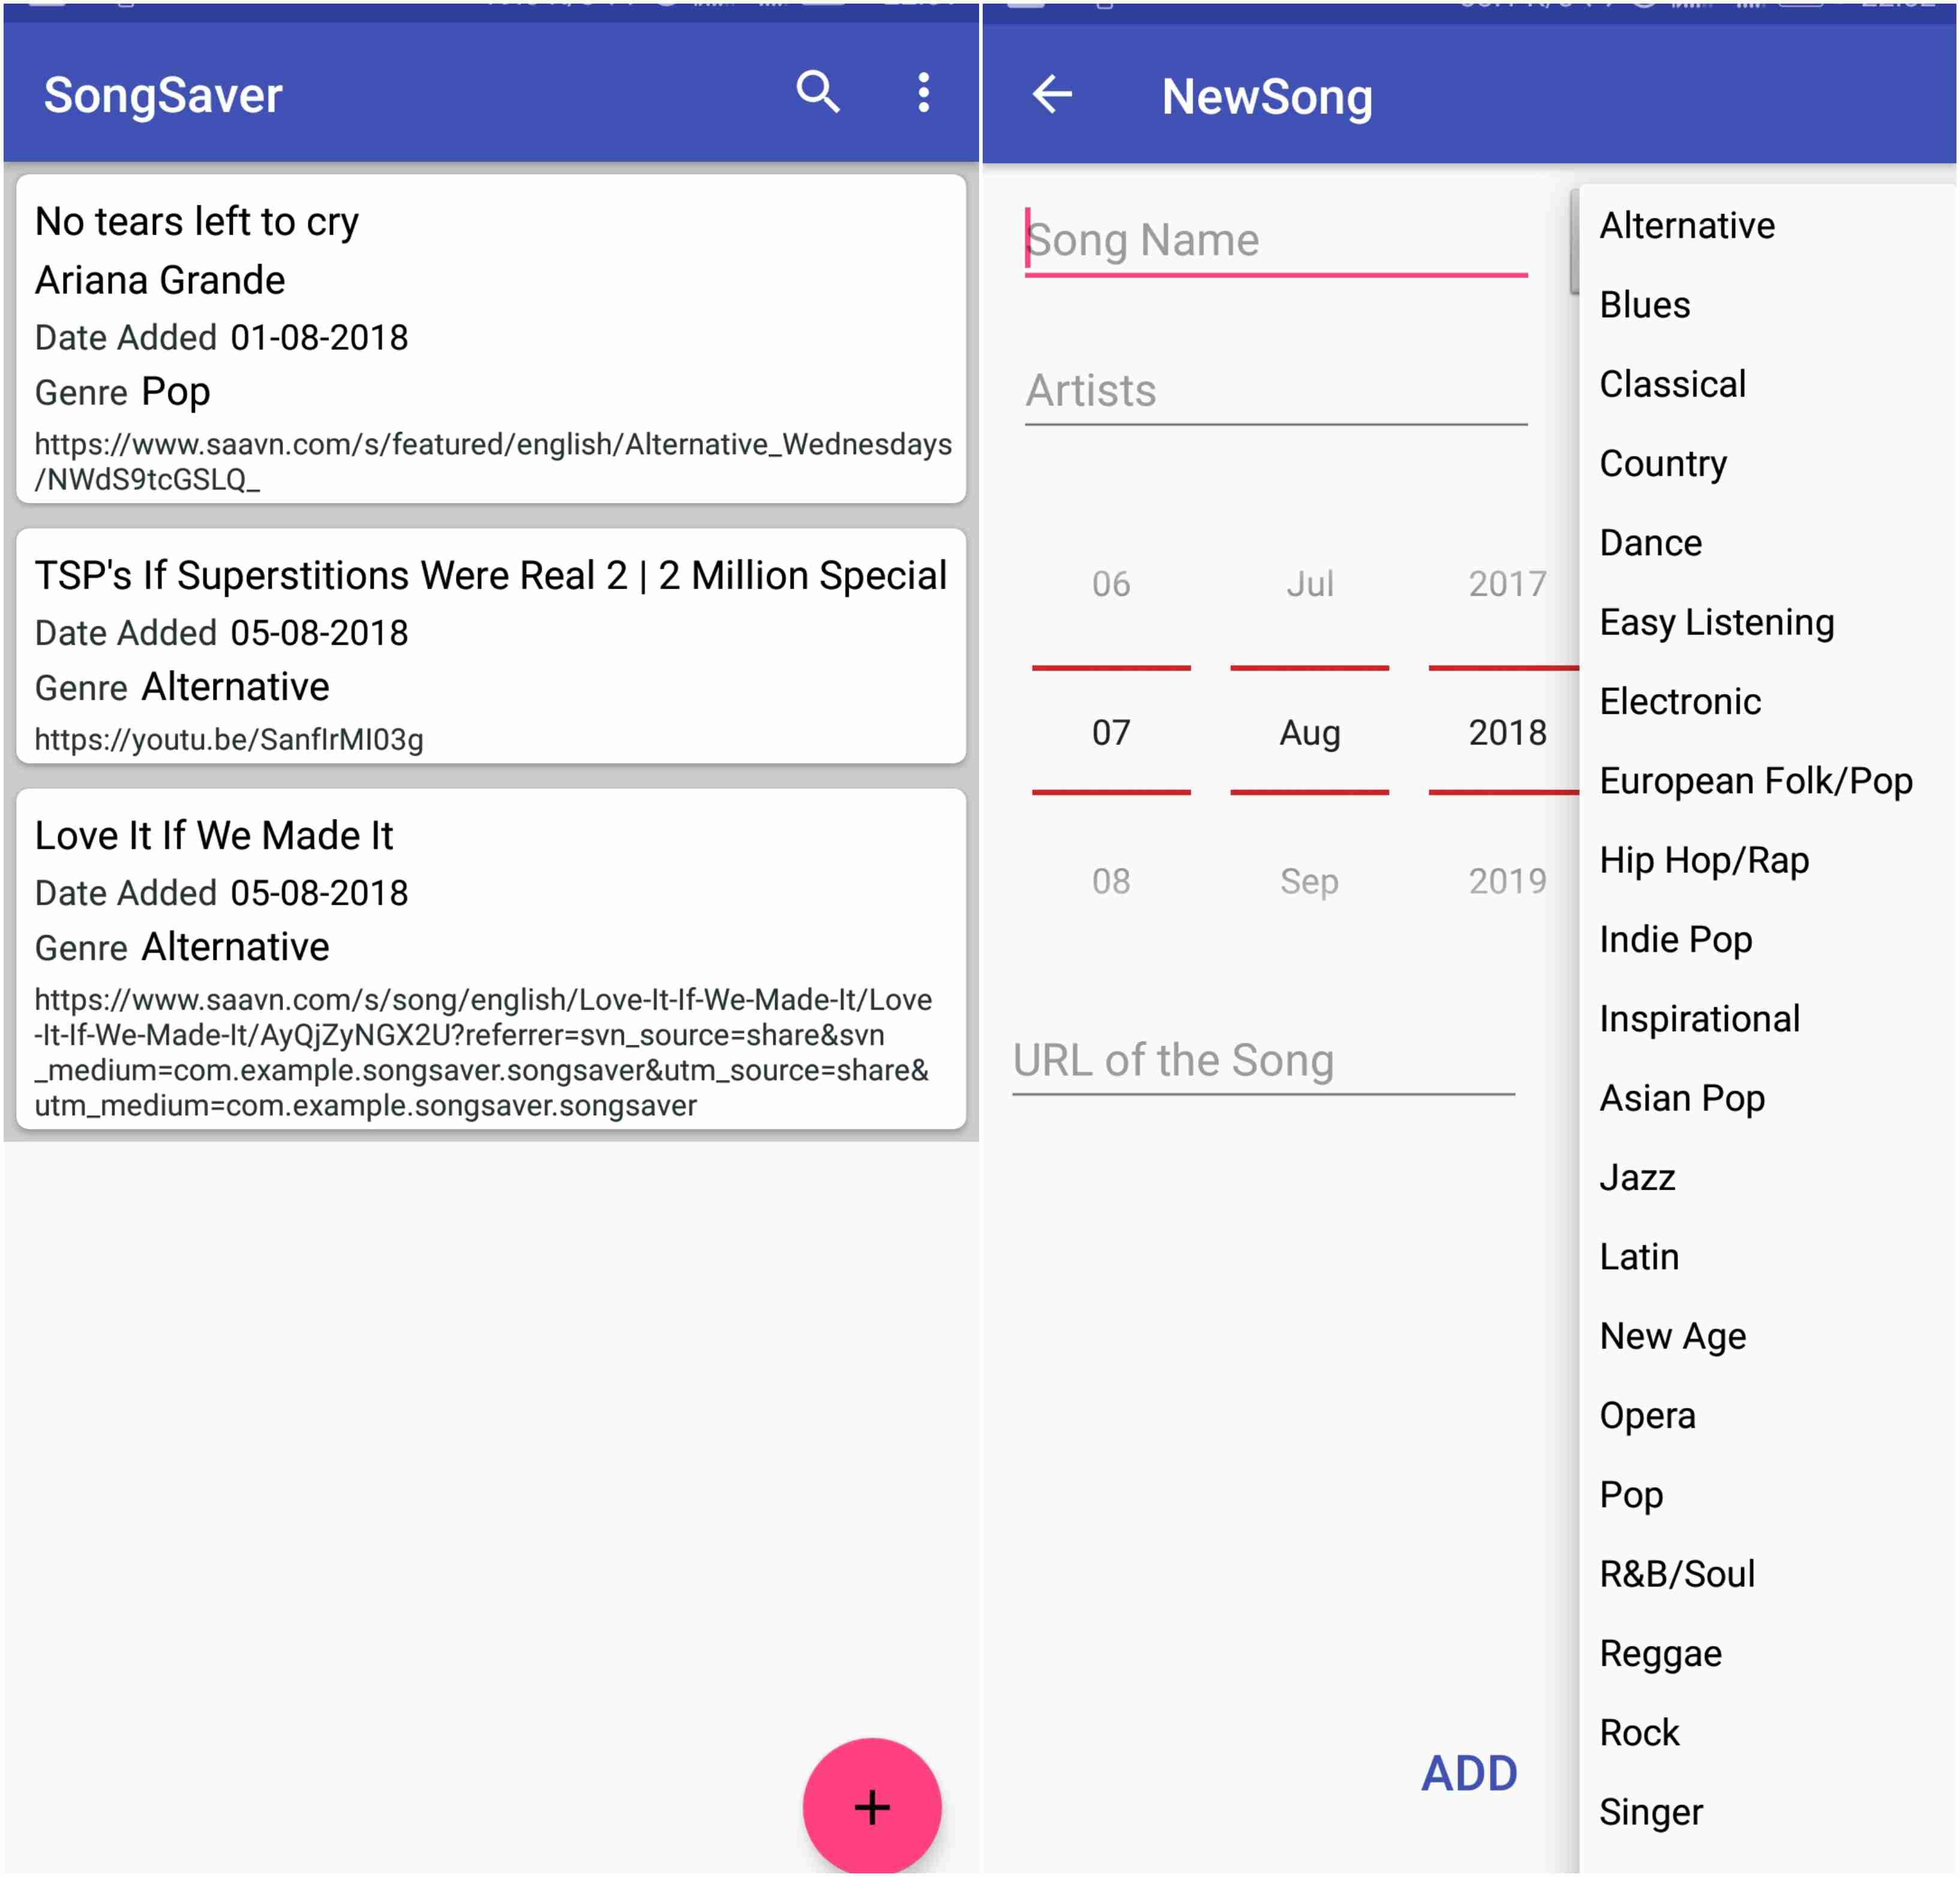 SongSaver
No tears left to cry
Ariana Grande
Date Added 01-08-2018
Genre Pop
https://www.saavn.com/s/featured/english/Alternative_Wednesdays
/NWdS9tcGSLQ_
TSP's If Superstitions Were Real 2 | 2 Million Special
Date Added 05-08-2018
Genre Alternative
https://youtu.be/SanflrMI03g
Love It If We Made It
Date Added 05-08-2018
Genre Alternative
https://www.saavn.com/s/song/english/Love-It-If-We-Made-It/Love
-It-If-We-Made-It/AyQjZyNGX2U?referrer=svn_source=share&svn
_medium=com.example.songsaver.songsaver&utm_source=share&
utm_medium=com.example.songsaver.songsaver
+
NewSong
Song Name
Artists
06 Jul 2017
07 Aug 2018
08 Sep 2019
URL of the Song
ADD
Alternative
Blues
Classical
Country
Dance
Easy Listening
Electronic
European Folk/Pop
Hip Hop/Rap
Indie Pop
Inspirational
Asian Pop
Jazz
Latin
New Age
Opera
Pop
R&B/Soul
Reggae
Rock
Singer